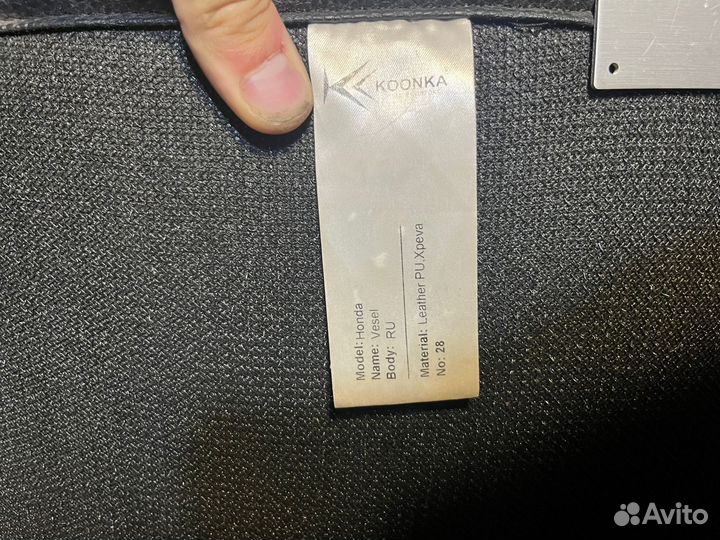 KOONKA
Model: Honda
Name: Vesel
Body: RU
Material: Leather PU.Xpeva
No: 28
Avito